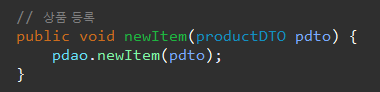 // 상품 등록
public void newItem(productDTO pdto) {
    pdao.newItem(pdto);
}